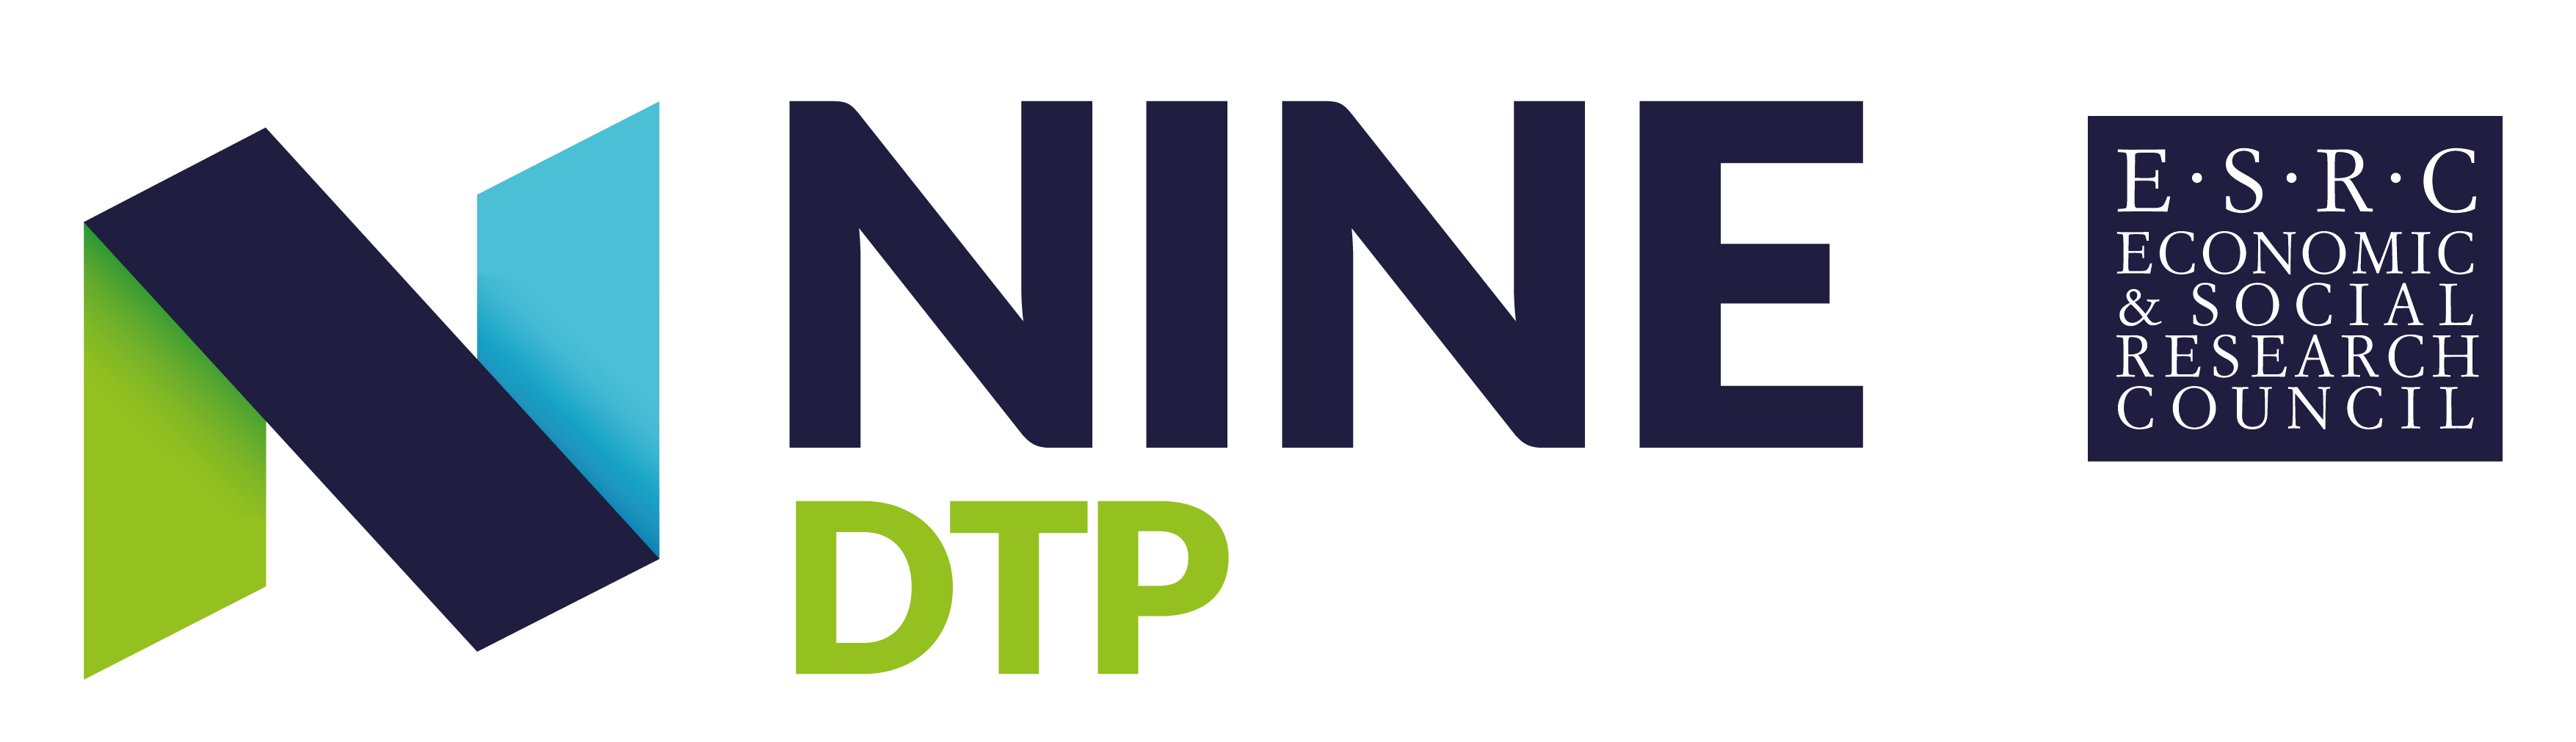 NINE
DTP
E·S·R·C
ECONOMIC
& SOCIAL
RESEARCH
COUNCIL